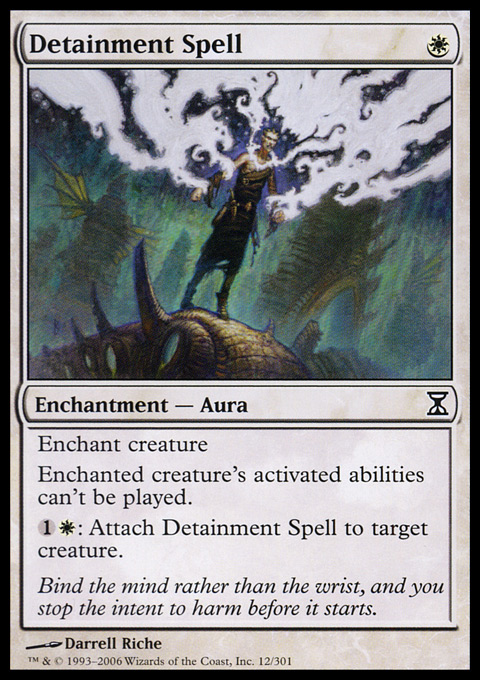 Detainment Spell
Enchantment — Aura
Enchant creature
Enchanted creature's activated abilities
can't be played.
1: Attach Detainment Spell to target
creature.
Bind the mind rather than the wrist, and you
stop the intent to harm before it starts.
Darrell Riche
™ & © 1993–2006 Wizards of the Coast, Inc. 12/301